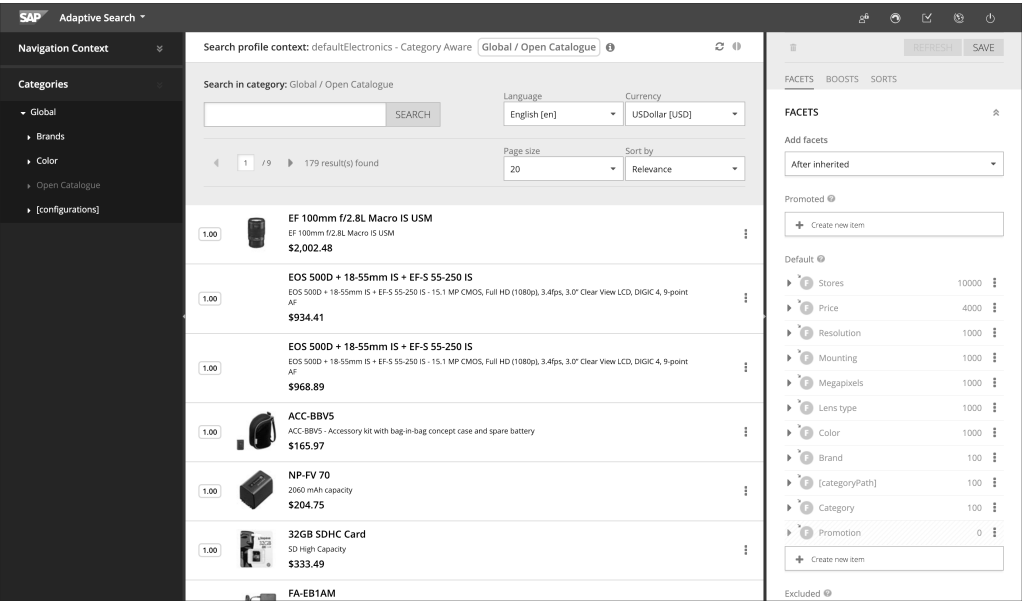 SAP Adaptive Search
Navigation Context
Categories
Global
Brands
Color
Open Catalogue
[configurations]
Search profile context: defaultElectronics - Category Aware Global / Open Catalogue
Search in category: Global / Open Catalogue
SEARCH
Language
English [en]
Currency
USDollar [USD]
1 / 9 179 result(s) found
Page size
20
Sort by
Relevance
1.00
EF 100mm f/2.8L Macro IS USM
EF 100mm f/2.8L Macro IS USM
$2,002.48
1.00
EOS 500D + 18-55mm IS + EF-S 55-250 IS
EOS 500D + 18-55mm IS + EF-S 55-250 IS - 15.1 MP CMOS, Full HD (1080p), 3.4fps, 3.0" Clear View LCD, DIGIC 4, 9-point
AF
$934.41
1.00
EOS 500D + 18-55mm IS + EF-S 55-250 IS
EOS 500D + 18-55mm IS + EF-S 55-250 IS - 15.1 MP CMOS, Full HD (1080p), 3.4fps, 3.0" Clear View LCD, DIGIC 4, 9-point
AF
$968.89
1.00
ACC-BBV5
ACC-BBV5 - Accessory kit with bag-in-bag concept case and spare battery
$165.97
1.00
NP-FV 70
2060 mAh capacity
$204.75
1.00
32GB SDHC Card
SD High Capacity
$333.49
FA-EB1AM
REFRESH SAVE
FACETS BOOSTS SORTS
FACETS
Add facets
After inherited
Promoted
Create new item
Default
F Stores 10000
F Price 4000
F Resolution 1000
F Mounting 1000
F Megapixels 1000
F Lens type 1000
F Color 1000
F Brand 100
F [categoryPath] 100
F Category 100
F Promotion 0
Create new item
Excluded